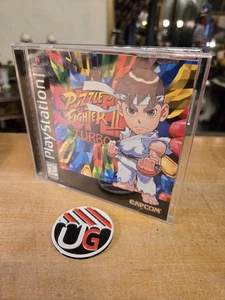 PlayStation
PUZZLE
FIGHTER II
TURBO
CAPCOM
UG